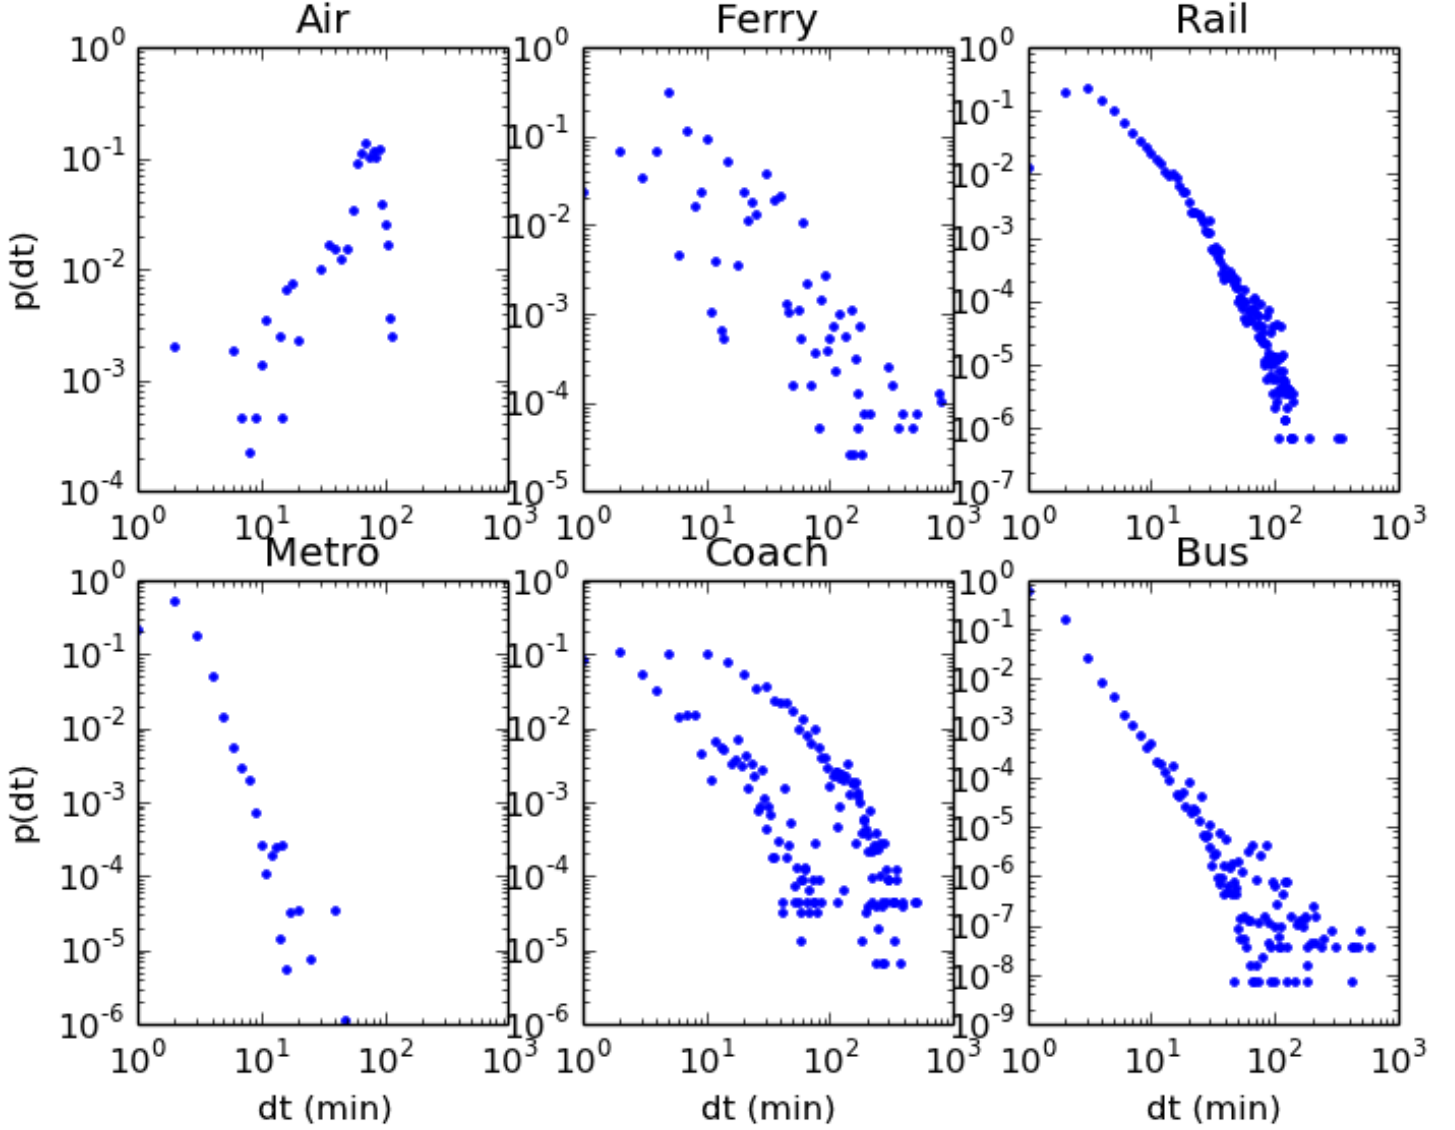 Air Ferry Rail
10^0 10^0 10^0
10^-1 10^-1 10^-1
10^-2 10^-2 10^-2
10^-3 10^-3 10^-3
10^-4 10^-4 10^-4
10^-5 10^-5
10^-6
10^-7
p(dt)
10^0 10^1 10^2 10^3 10^0 10^1 10^2 10^3 10^0 10^1 10^2 10^3
Metro Coach Bus
10^0 10^0 10^0
10^-1 10^-1 10^-1
10^-2 10^-2 10^-2
10^-3 10^-3 10^-3
10^-4 10^-4 10^-4
10^-5 10^-5 10^-5
10^-6 10^-6 10^-6
10^-7
10^-8
10^-9
p(dt)
10^0 10^1 10^2 10^3 10^0 10^1 10^2 10^3 10^0 10^1 10^2 10^3
dt (min) dt (min) dt (min)